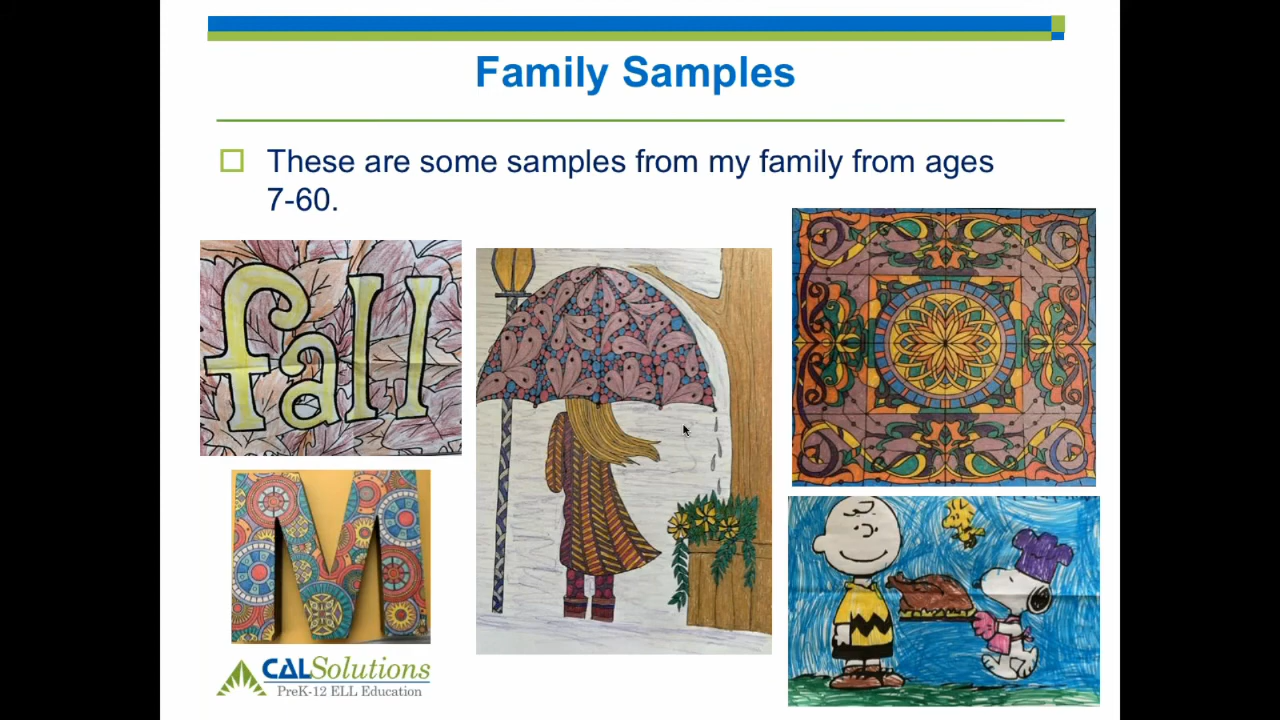 Family Samples
These are some samples from my family from ages
7-60.
fall
M
CALSolutions
PreK-12 ELL Education